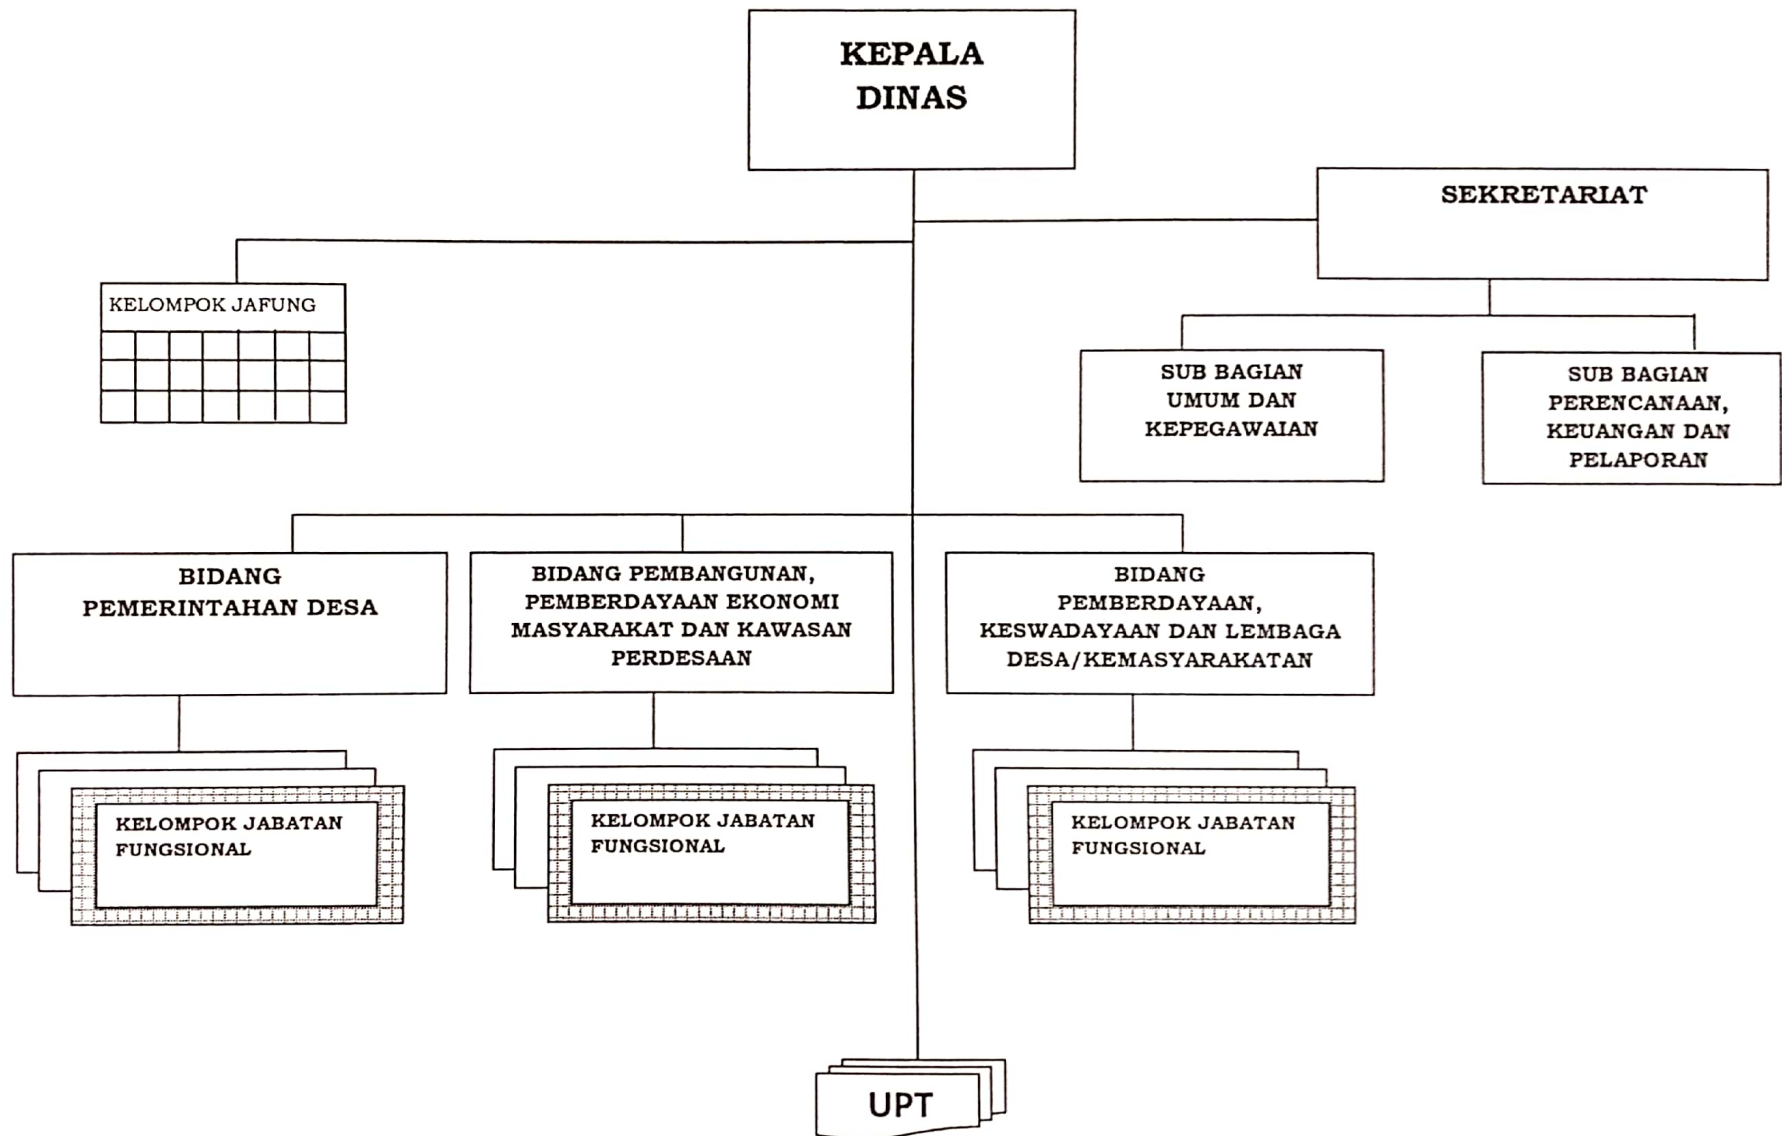 KEPALA
DINAS
SEKRETARIAT
KELOMPOK JAFUNG
SUB BAGIAN
UMUM DAN
KEPEGAWAIAN
SUB BAGIAN
PERENCANAAN,
KEUANGAN DAN
PELAPORAN
BIDANG
PEMERINTAHAN DESA
BIDANG PEMBANGUNAN,
PEMBERDAYAAN EKONOMI
MASYARAKAT DAN KAWASAN
PERDESAAN
BIDANG
PEMBERDAYAAN,
KESWADAYAAN DAN LEMBAGA
DESA/KEMASYARAKATAN
KELOMPOK JABATAN
FUNGSIONAL
KELOMPOK JABATAN
FUNGSIONAL
KELOMPOK JABATAN
FUNGSIONAL
UPT